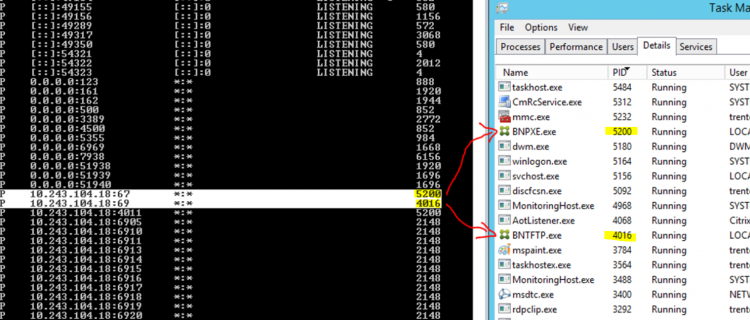 P [::]:49155 [::]:0 LISTENING 580
P [::]:49156 [::]:0 LISTENING 1156
P [::]:49289 [::]:0 LISTENING 572
P [::]:49317 [::]:0 LISTENING 3068
P [::]:49350 [::]:0 LISTENING 580
P [::]:54321 [::]:0 LISTENING 4
P [::]:54322 [::]:0 LISTENING 2012
P [::]:54323 [::]:0 LISTENING 4
P 0.0.0.0:123 *:* 888
P 0.0.0.0:161 *:* 1920
P 0.0.0.0:162 *:* 1944
P 0.0.0.0:500 *:* 852
P 0.0.0.0:3389 *:* 2772
P 0.0.0.0:4500 *:* 852
P 0.0.0.0:5355 *:* 984
P 0.0.0.0:6969 *:* 1668
P 0.0.0.0:7938 *:* 6156
P 0.0.0.0:51938 *:* 1920
P 0.0.0.0:51939 *:* 1696
P 0.0.0.0:51940 *:* 1696
P 10.243.104.18:67 *:* 5200
P 10.243.104.18:69 *:* 4016
P 10.243.104.18:4011 *:* 5200
P 10.243.104.18:6905 *:* 2148
P 10.243.104.18:6910 *:* 2148
P 10.243.104.18:6911 *:* 2148
P 10.243.104.18:6913 *:* 2148
P 10.243.104.18:6914 *:* 2148
P 10.243.104.18:6915 *:* 2148
P 10.243.104.18:6916 *:* 2148
P 10.243.104.18:6917 *:* 2148
P 10.243.104.18:6918 *:* 2148
P 10.243.104.18:6919 *:* 2148
P 10.243.104.18:6920 *:* 2148
Task Ma
File Options View
Processes Performance Users Details Services
Name PID Status User
taskhost.exe 5484 Running SYST
CmRcService.exe 5312 Running SYST
mmc.exe 5232 Running trento
BNPXE.exe 5200 Running LOCA
dwm.exe 5180 Running DWM
winlogon.exe 5164 Running SYST
svchost.exe 5156 Running SYST
discfcsn.exe 5092 Running SYST
MonitoringHost.exe 4968 Running SYST
AotListener.exe 4068 Running Citrix
BNTFTP.exe 4016 Running LOCA
mspaint.exe 3784 Running trento
taskhostex.exe 3564 Running trento
MonitoringHost.exe 3488 Running SYST
msdtc.exe 3400 Running NETW
rdpclip.exe 3292 Running trento